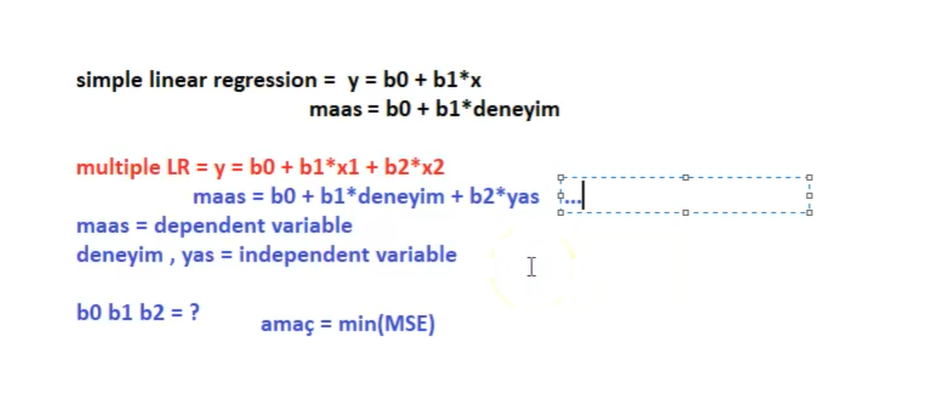 simple linear regression =  y = b0 + b1*x
maas = b0 + b1*deneyim
multiple LR = y = b0 + b1*x1 + b2*x2
maas = b0 + b1*deneyim + b2*yas ...
maas = dependent variable
deneyim , yas = independent variable
b0 b1 b2 = ?
amaç = min(MSE)